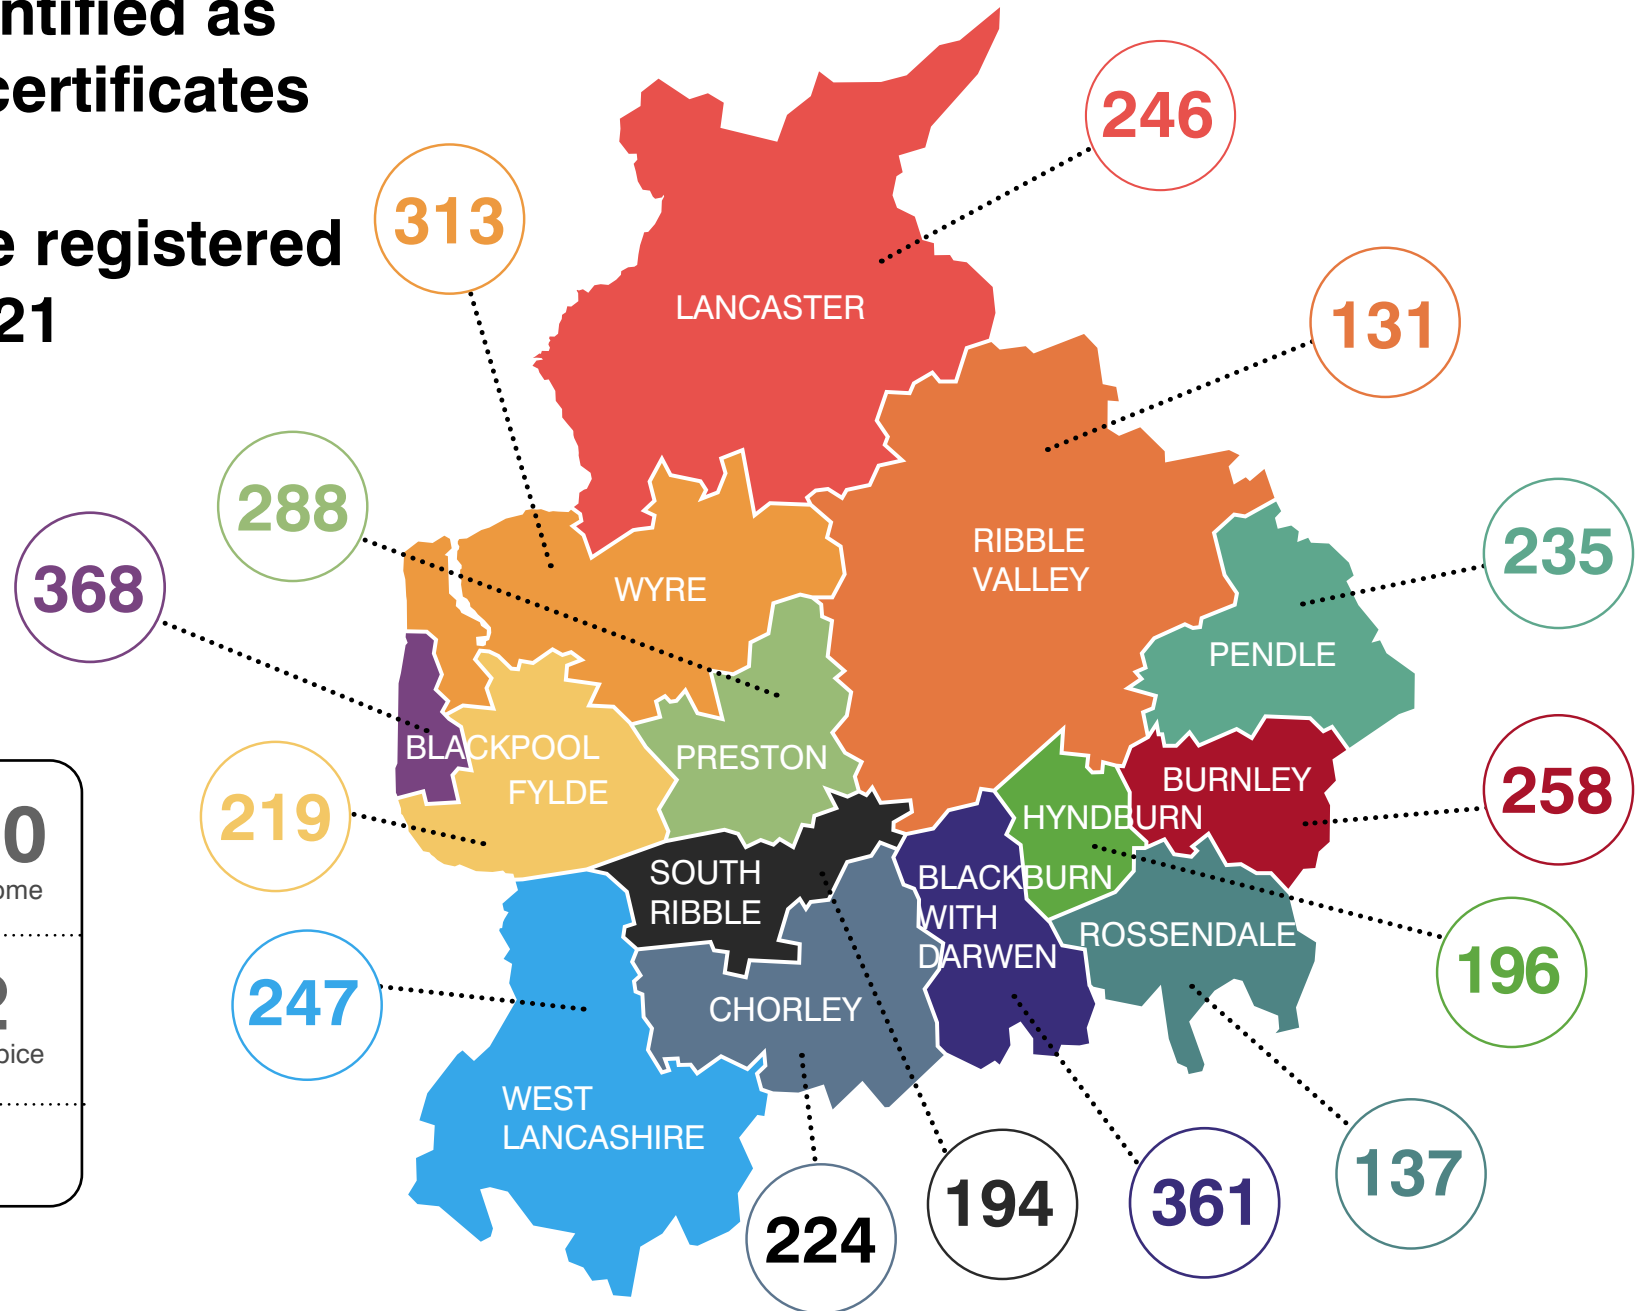 ntified as
certificates
e registered
21
246
313
LANCASTER
131
288
368
RIBBLE
VALLEY
235
WYRE
PENDLE
BLACKPOOL
FYLDE
PRESTON
BURNLEY
258
219
HYNDBURN
0
ome
SOUTH
RIBBLE
BLACKBURN
WITH
DARWEN
ROSSENDALE
196
247
2
pice
CHORLEY
WEST
LANCASHIRE
224
194
361
137